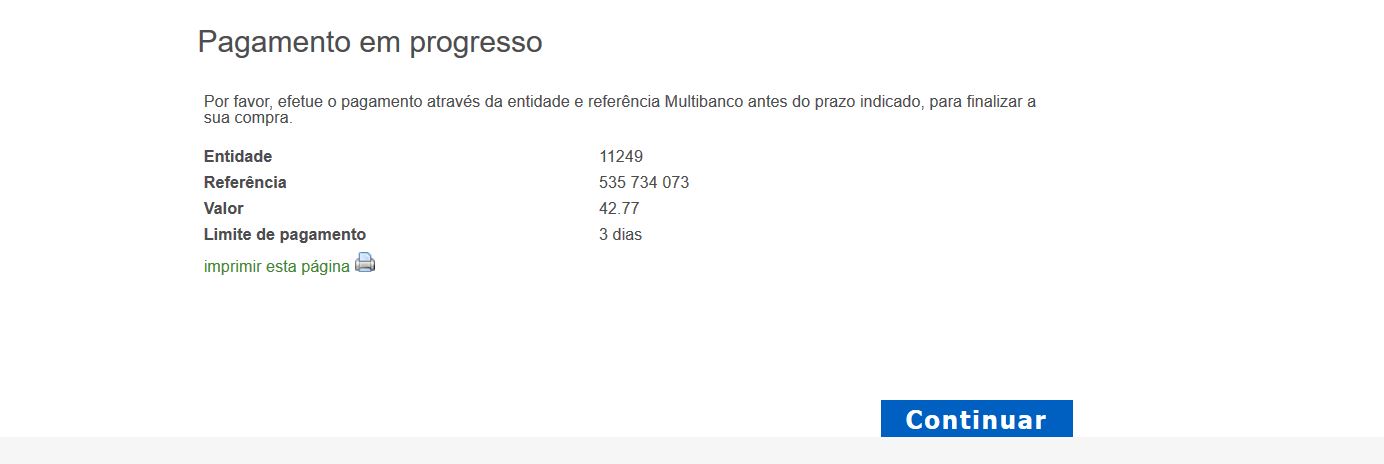 Pagamento em progresso
Por favor, efetue o pagamento através da entidade e referência Multibanco antes do prazo indicado, para finalizar a
sua compra.
Entidade 11249
Referência 535 734 073
Valor 42.77
Limite de pagamento 3 dias
imprimir esta página
Continuar